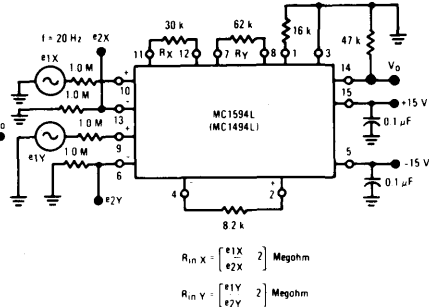 30 k
62 k
16 k
47 k
f = 20 Hz
e2X
e1X
1.0 M
11
RX
12
7
RY
8
1
3
14
Vo
10
1.0 M
13
MC1594L
(MC1494L)
15
+15 V
0.1 µF
e1Y
1.0 M
9
1.0 M
6
5
-15 V
0.1 µF
e2Y
4
2
8.2 k
+
-
+
-
-
+
o
Rin X = [e1X/e2X 2] Megohm
Rin Y = [e1Y/e2Y 2] Megohm